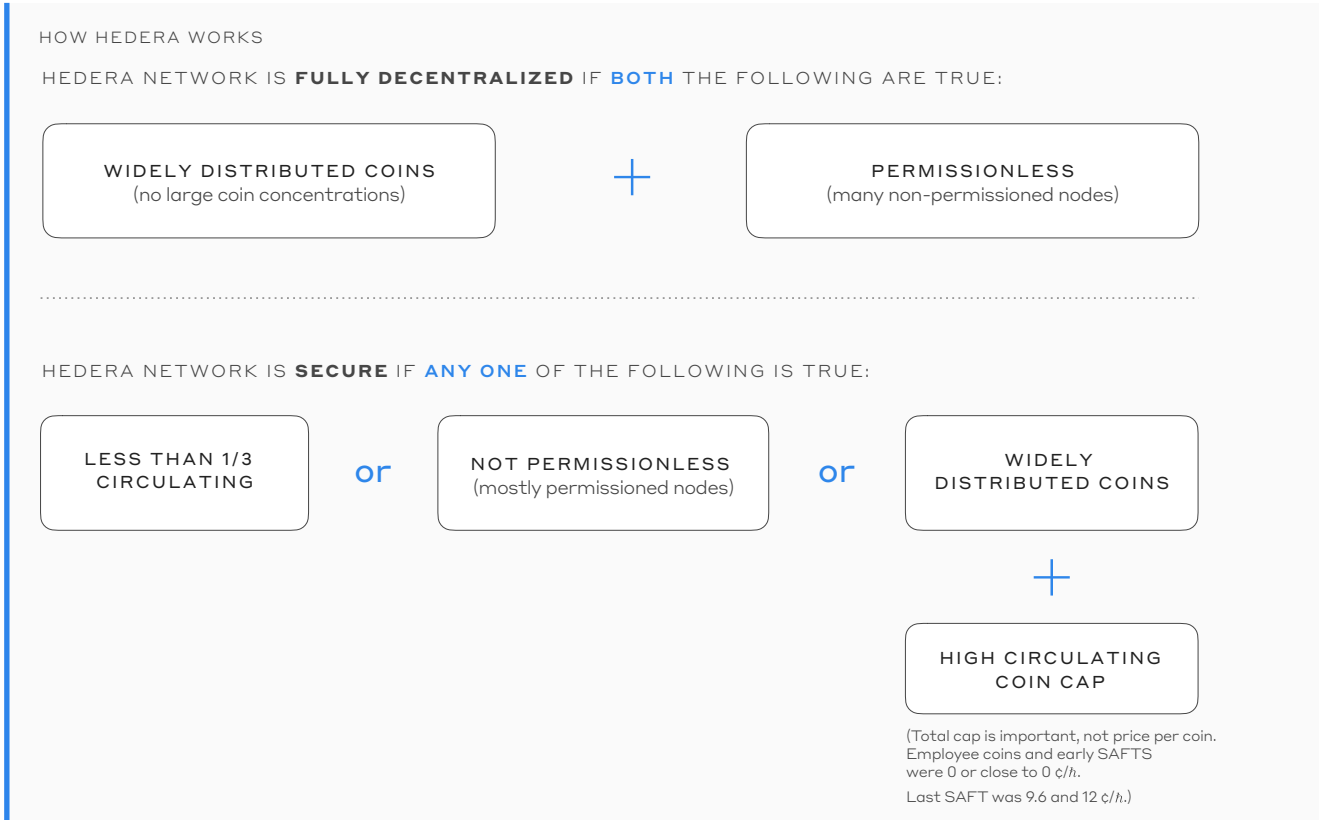 HOW HEDERA WORKS
HEDERA NETWORK IS FULLY DECENTRALIZED IF BOTH THE FOLLOWING ARE TRUE:
WIDELY DISTRIBUTED COINS
(no large coin concentrations)
+
PERMISSIONLESS
(many non-permissioned nodes)
HEDERA NETWORK IS SECURE IF ANY ONE OF THE FOLLOWING IS TRUE:
LESS THAN 1/3
CIRCULATING
or
NOT PERMISSIONLESS
(mostly permissioned nodes)
or
WIDELY
DISTRIBUTED COINS
+
HIGH CIRCULATING
COIN CAP
(Total cap is important, not price per coin.
Employee coins and early SAFTS
were 0 or close to 0 ¢/ℏ.
Last SAFT was 9.6 and 12 ¢/ℏ.)